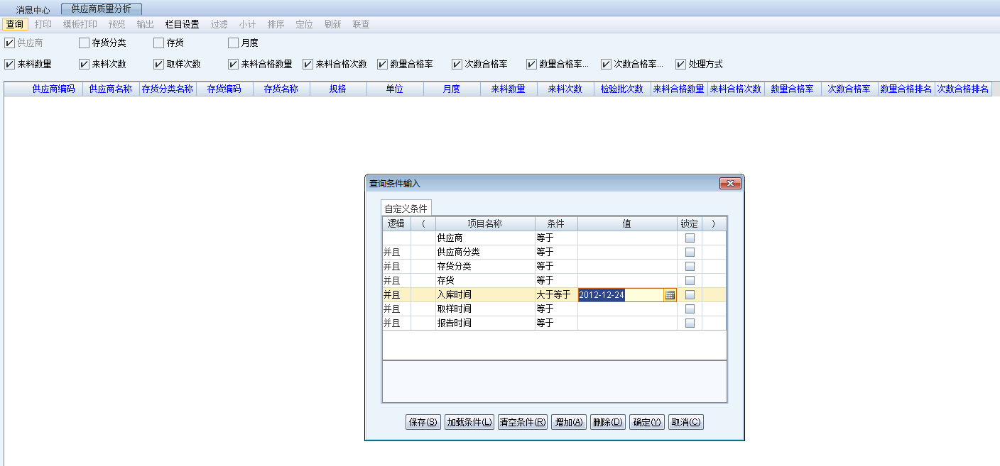 消息中心 供应商质量分析
查询 打印 模板打印 预览 输出 栏目设置 过滤 小计 排序 定位 刷新 联查
供应商 存货分类 存货 月度
来料数量 来料次数 取样次数 来料合格数量 来料合格次数 数量合格率 次数合格率 数量合格率... 次数合格率... 处理方式
供应商编码 供应商名称 存货分类名称 存货编码 存货名称 规格 单位 月度 来料数量 来料次数 检验批次数 来料合格数量 来料合格次数 数量合格率 次数合格率 数量合格排名 次数合格排名
查询条件输入
自定义条件
逻辑 ( 项目名称 条件 值 锁定 )
供应商 等于
并且 供应商分类 等于
并且 存货分类 等于
并且 存货 等于
并且 入库时间 大于等于 2012-12-24
并且 取样时间 等于
并且 报告时间 等于
保存(S) 加载条件(L) 清空条件(R) 增加(A) 删除(D) 确定(Y) 取消(C)